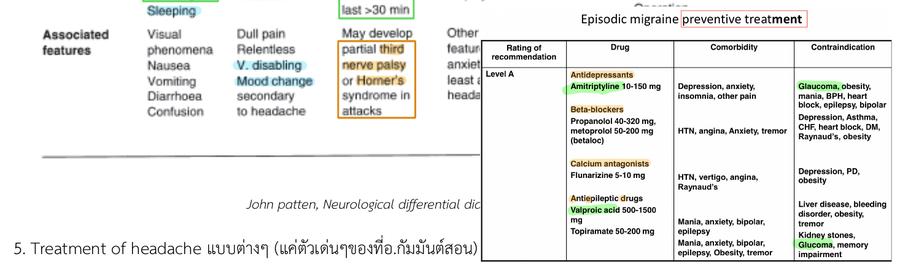 Sleeping
last >30 min
Associated features
Visual phenomena
Nausea
Vomiting
Diarrhoea
Confusion
Dull pain
Relentless
V. disabling
Mood change
secondary
to headache
May develop
partial third
nerve palsy
or Horner's
syndrome in
attacks
Other
anxiet
least a
heada
John patten, Neurological differential dic
5. Treatment of headache แบบต่างๆ (แค่ตัวเด่นๆของที่อ.กัมมันต์สอน)
Episodic migraine preventive treatment
Rating of recommendation
Drug
Comorbidity
Contraindication
Level A
Antidepressants
Amitriptyline 10-150 mg
Depression, anxiety,
insomnia, other pain
Glaucoma, obesity,
mania, BPH, heart
block, epilepsy, bipolar
Beta-blockers
Propanolol 40-320 mg,
metoprolol 50-200 mg
(betaloc)
HTN, angina, Anxiety, tremor
Depression, Asthma,
CHF, heart block, DM,
Raynaud's, obesity
Calcium antagonists
Flunarizine 5-10 mg
HTN, vertigo, angina,
Raynaud's
Depression, PD,
obesity
Antiepileptic drugs
Valproic acid 500-1500
mg
Topiramate 50-200 mg
Mania, anxiety, bipolar,
epilepsy
Mania, anxiety, bipolar,
epilepsy, Obesity, tremor
Liver disease, bleeding
disorder, obesity,
tremor
Kidney stones,
Glucoma, memory
impairment